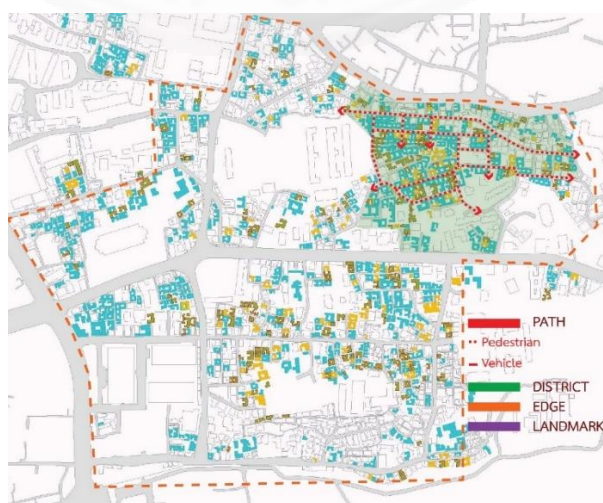 PATH
Pedestrian
Vehicle
DISTRICT
EDGE
LANDMARK